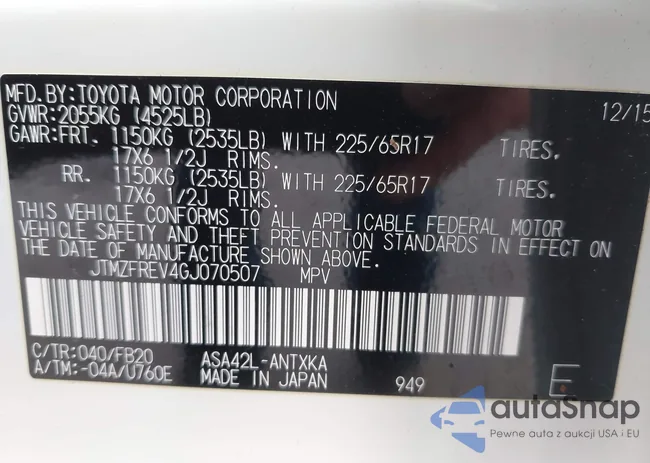 MFD.BY:TOYOTA MOTOR CORPORATION 12/15
GVWR:2055KG (4525LB)
GAWR:FRT. 1150KG (2535LB) WITH 225/65R17 TIRES.
17X6 1/2J RIMS.
RR. 1150KG (2535LB) WITH 225/65R17 TIRES.
17X6 1/2J RIMS.
THIS VEHICLE CONFORMS TO ALL APPLICABLE FEDERAL MOTOR
VEHICLE SAFETY AND THEFT PREVENTION STANDARDS IN EFFECT ON
THE DATE OF MANUFACTURE SHOWN ABOVE.
JTMZFREV4GJ070507 MPV
C/TR:040/FB20 ASA42L-ANTXKA
A/TM:-04A/U760E MADE IN JAPAN 949 E
autaSnap
Pewne auta z aukcji USA i EU